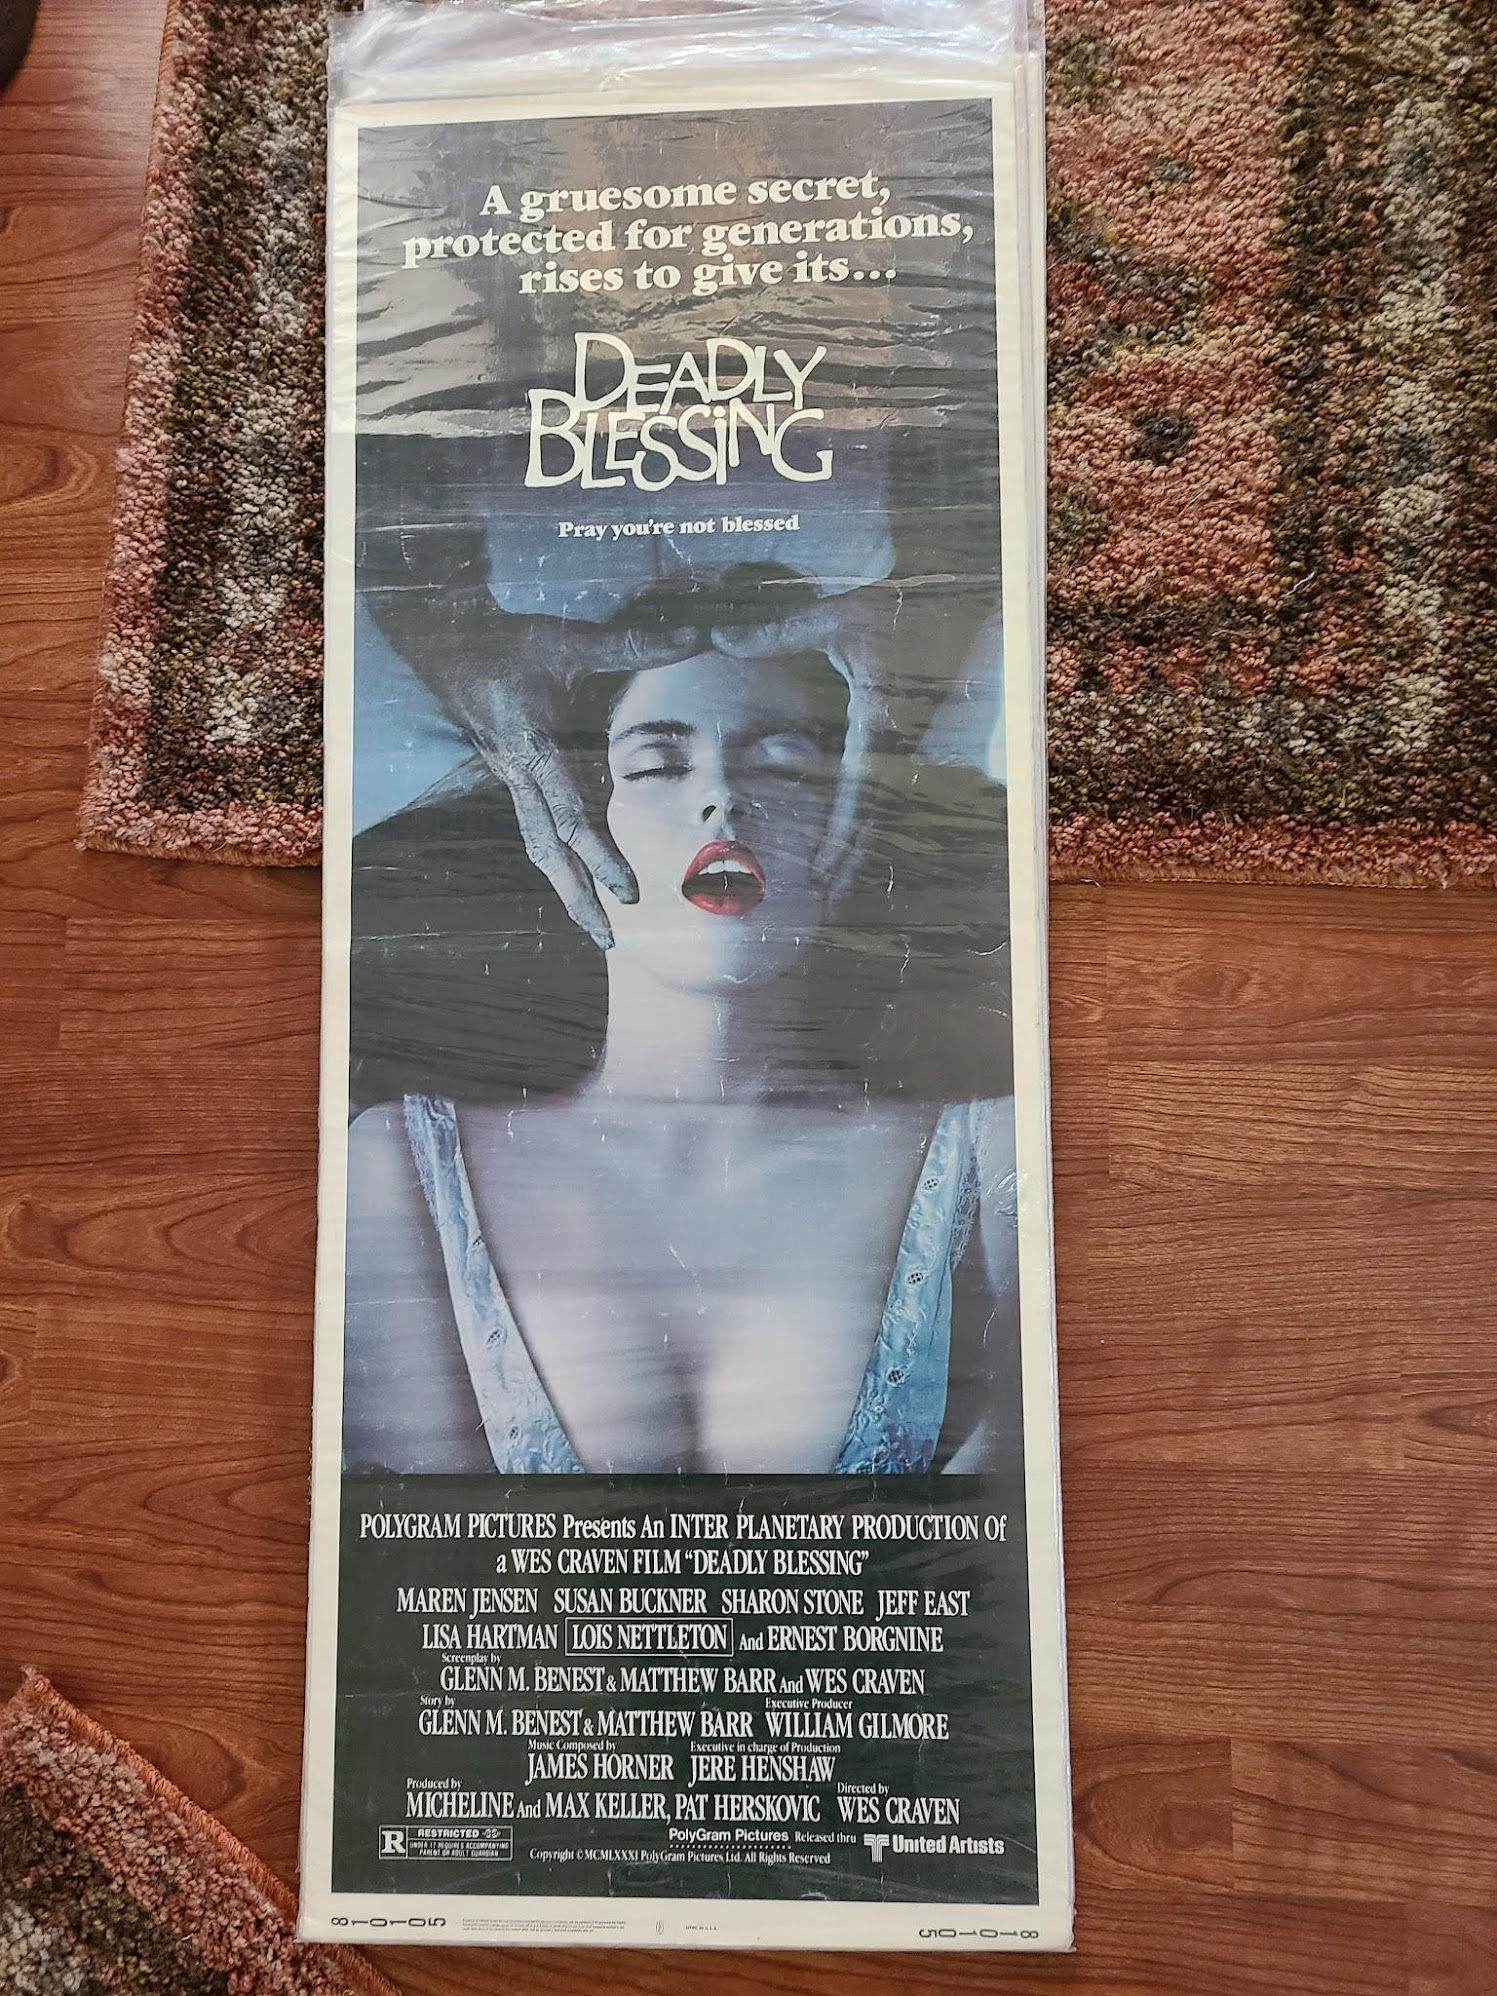 A gruesome secret,
protected for generations,
rises to give its...
DEADLY
BLESSiNG
Pray you're not blessed
POLYGRAM PICTURES Presents An INTER PLANETARY PRODUCTION Of
a WES CRAVEN FILM "DEADLY BLESSING"
MAREN JENSEN SUSAN BUCKNER SHARON STONE JEFF EAST
LISA HARTMAN LOIS NETTLETON And ERNEST BORGNINE
Screenplay by
GLENN M. BENEST & MATTHEW BARR And WES CRAVEN
Story by Executive Producer
GLENN M. BENEST & MATTHEW BARR WILLIAM GILMORE
Music Composed by Executive in charge of Production
JAMES HORNER JERE HENSHAW
Produced by Directed by
MICHELINE And MAX KELLER, PAT HERSKOVIC WES CRAVEN
R RESTRICTED
UNDER 17 REQUIRES ACCOMPANYING
PARENT OR ADULT GUARDIAN
PolyGram Pictures Released thru United Artists
Copyright © MCMLXXXI PolyGram Pictures, Ltd. All Rights Reserved
810105
810105